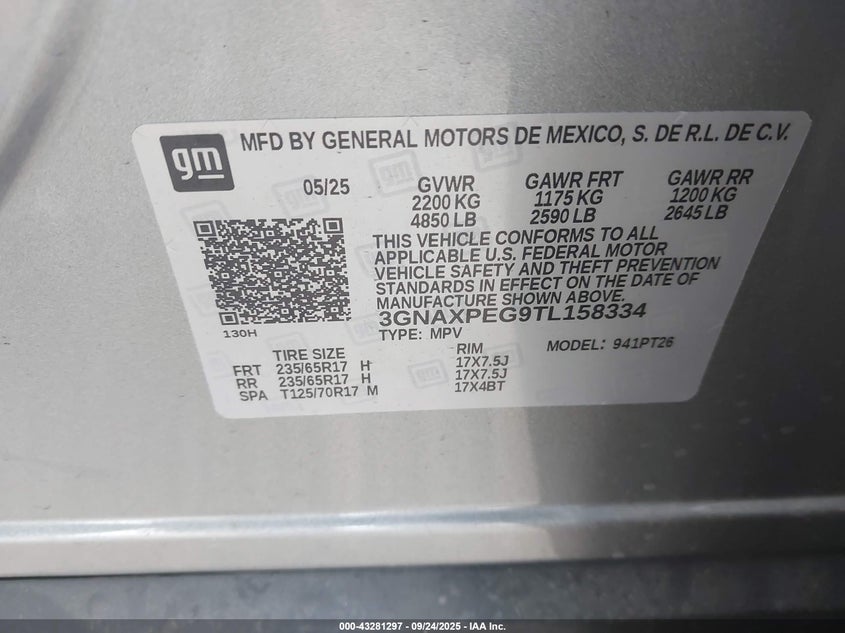 gm
MFD BY GENERAL MOTORS DE MEXICO, S. DE R.L. DE C.V.
05/25 GVWR GAWR FRT GAWR RR
2200 KG 1175 KG 1200 KG
4850 LB 2590 LB 2645 LB
THIS VEHICLE CONFORMS TO ALL
APPLICABLE U.S. FEDERAL MOTOR
VEHICLE SAFETY AND THEFT PREVENTION
STANDARDS IN EFFECT ON THE DATE OF
MANUFACTURE SHOWN ABOVE.
3GNAXPEG9TL158334
130H
TYPE: MPV MODEL: 941PT26
TIRE SIZE RIM
FRT 235/65R17 H 17X7.5J
RR 235/65R17 H 17X7.5J
SPA T125/70R17 M 17X4BT
000-43281297 - 09/24/2025 - IAA Inc.